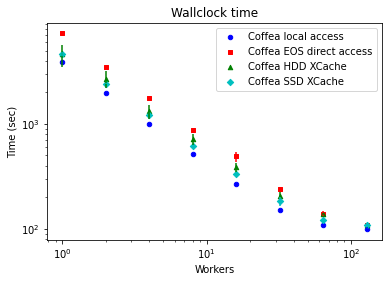 Wallclock time
Coffea local access
Coffea EOS direct access
Coffea HDD XCache
Coffea SSD XCache
Time (sec)
10³
10²
10⁰
10¹
10²
Workers